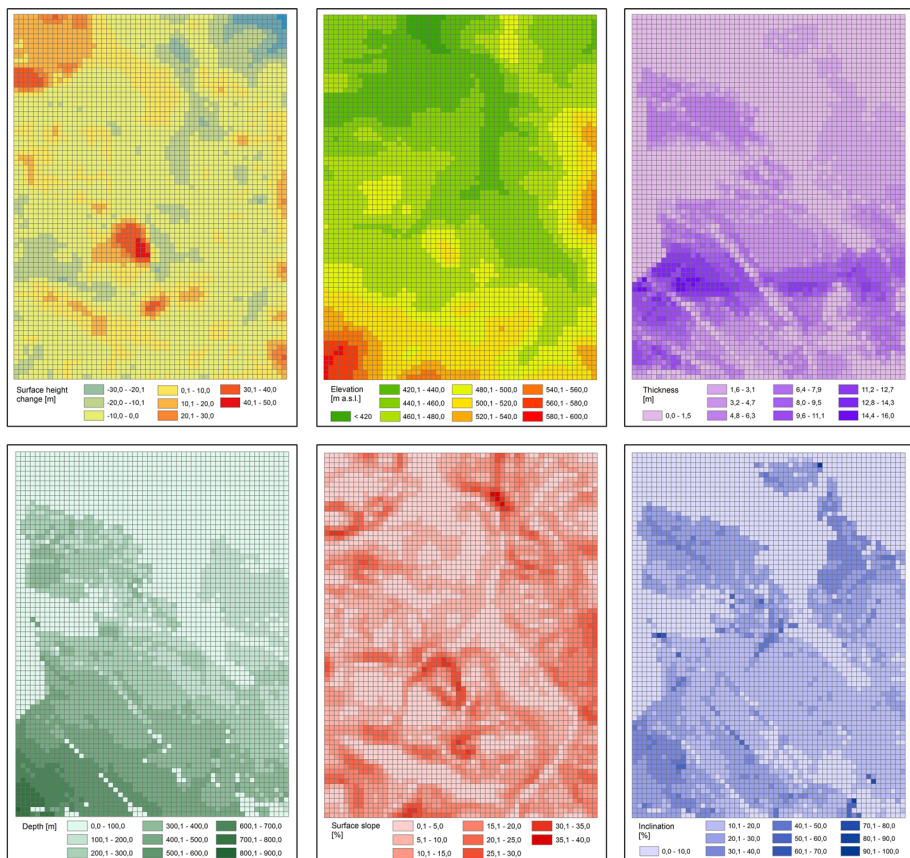 Surface height
change [m]
-30,0 - -20,1
-20,0 - -10,1
-10,0 - 0,0
0,1 - 10,0
10,1 - 20,0
20,1 - 30,0
30,1 - 40,0
40,1 - 50,0
Elevation
[m a.s.l.]
< 420
420,1 - 440,0
440,1 - 460,0
460,1 - 480,0
480,1 - 500,0
500,1 - 520,0
520,1 - 540,0
540,1 - 560,0
560,1 - 580,0
580,1 - 600,0
Thickness
[m]
0,0 - 1,5
1,6 - 3,1
3,2 - 4,7
4,8 - 6,3
6,4 - 7,9
8,0 - 9,5
9,6 - 11,1
11,2 - 12,7
12,8 - 14,3
14,4 - 16,0
Depth [m]
0,0 - 100,0
100,1 - 200,0
200,1 - 300,0
300,1 - 400,0
400,1 - 500,0
500,1 - 600,0
600,1 - 700,0
700,1 - 800,0
800,1 - 900,0
Surface slope
[%]
0,1 - 5,0
5,1 - 10,0
10,1 - 15,0
15,1 - 20,0
20,1 - 25,0
25,1 - 30,0
30,1 - 35,0
35,1 - 40,0
Inclination
[%]
0,0 - 10,0
10,1 - 20,0
20,1 - 30,0
30,1 - 40,0
40,1 - 50,0
50,1 - 60,0
60,1 - 70,0
70,1 - 80,0
80,1 - 90,0
90,1 - 100,0